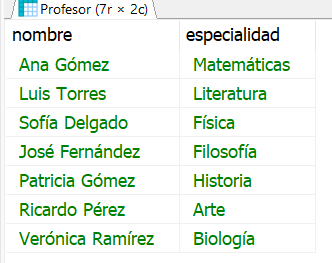 Profesor (7r × 2c)
nombre especialidad
Ana Gómez Matemáticas
Luis Torres Literatura
Sofía Delgado Física
José Fernández Filosofía
Patricia Gómez Historia
Ricardo Pérez Arte
Verónica Ramírez Biología